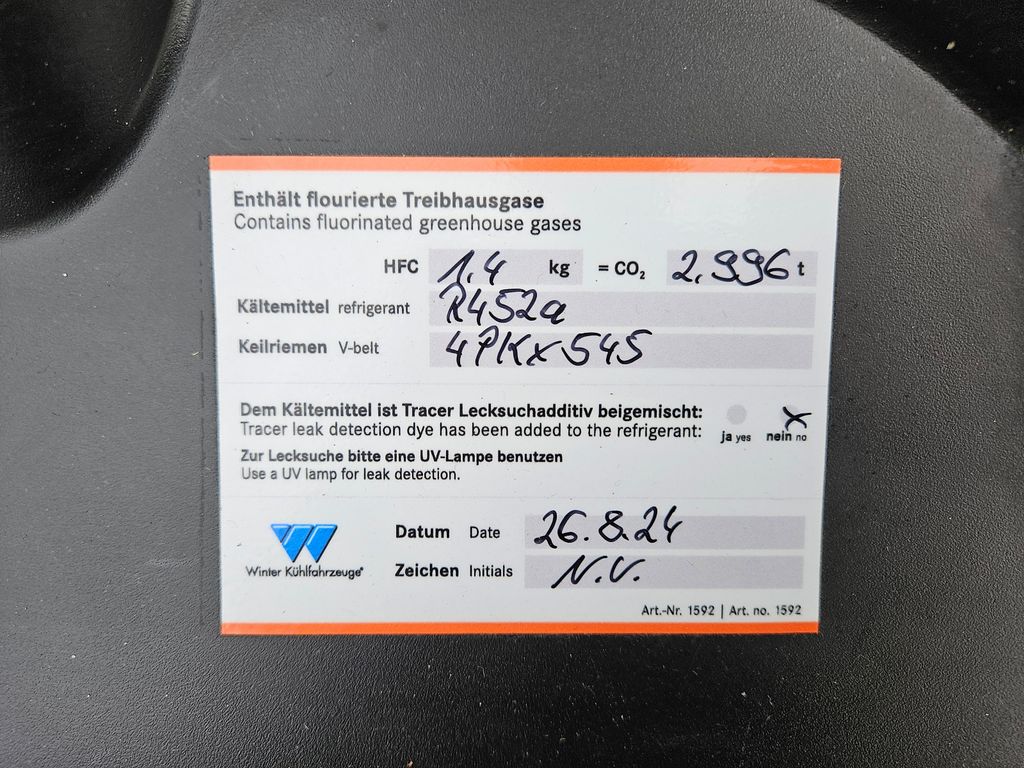 Enthält flourierte Treibhausgase
Contains fluorinated greenhouse gases
HFC 1.4 kg = CO₂ 2.996 t
Kältemittel refrigerant R452a
Keilriemen V-belt 4PKx545
Dem Kältemittel ist Tracer Lecksuchadditiv beigemischt:
Tracer leak detection dye has been added to the refrigerant: ja yes nein no
Zur Lecksuche bitte eine UV-Lampe benutzen
Use a UV lamp for leak detection.
Datum Date 26.8.24
Winter Kühlfahrzeuge® Zeichen Initials N.V.
Art.-Nr. 1592 | Art. no. 1592